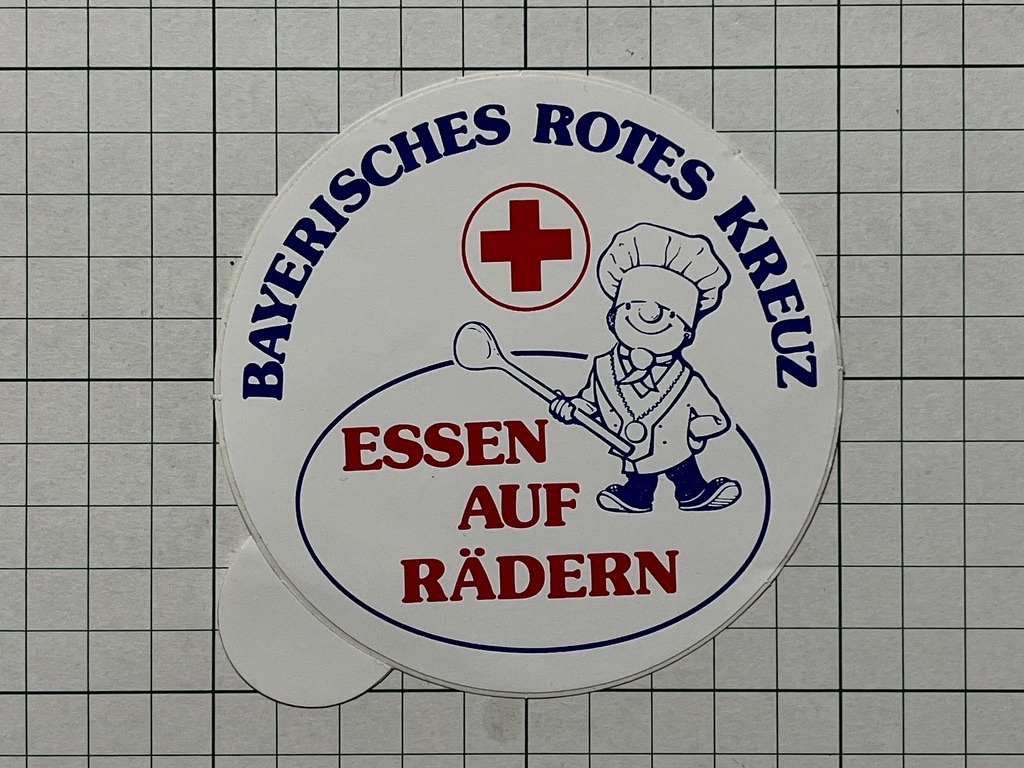 BAYERISCHES ROTES KREUZ
ESSEN
AUF
RÄDERN